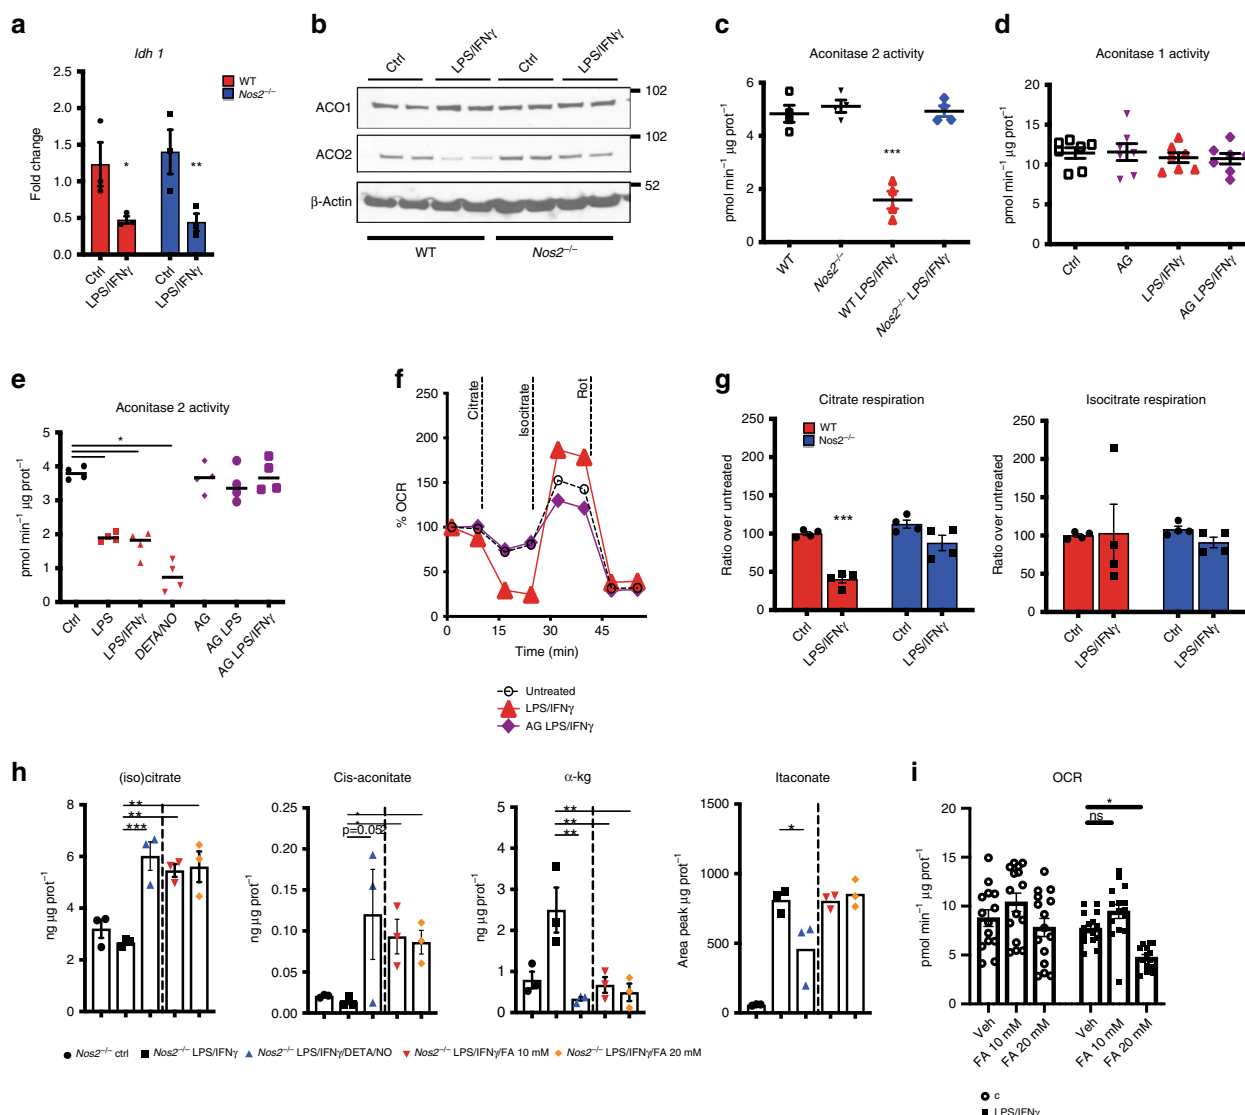 a
Idh 1
Fold change
2.5
2.0
1.5
1.0
0.5
0.0
WT
Nos2–/–
*
**
Ctrl
LPS/IFNγ
Ctrl
LPS/IFNγ
b
Ctrl
LPS/IFNγ
Ctrl
LPS/IFNγ
ACO1
102
ACO2
102
β-Actin
52
WT
Nos2–/–
c
Aconitase 2 activity
pmol min–1 μg prot–1
6
4
2
0
***
WT
Nos2–/–
WT LPS/IFNγ
Nos2–/– LPS/IFNγ
d
Aconitase 1 activity
pmol min–1 μg prot–1
20
15
10
5
0
Ctrl
AG
LPS/IFNγ
AG LPS/IFNγ
e
Aconitase 2 activity
pmol min–1 μg prot–1
5
4
3
2
1
0
*
Ctrl
LPS
LPS/IFNγ
DETA/NO
AG
AG LPS
AG LPS/IFNγ
f
% OCR
250
200
150
100
50
0
Citrate
Isocitrate
Rot
0
15
30
45
Time (min)
Untreated
LPS/IFNγ
AG LPS/IFNγ
g
Citrate respiration
Ratio over untreated
250
200
150
100
50
0
WT
Nos2–/–
***
Ctrl
LPS/IFNγ
Ctrl
LPS/IFNγ
Isocitrate respiration
Ratio over untreated
250
200
150
100
50
0
Ctrl
LPS/IFNγ
Ctrl
LPS/IFNγ
h
(iso)citrate
ng μg prot–1
8
6
4
2
0
**
**
***
Cis-aconitate
ng μg prot–1
0.25
0.20
0.15
0.10
0.05
0.00
*
*
p=0.052
α-kg
ng μg prot–1
5
4
3
2
1
0
**
**
**
Itaconate
Area peak μg prot–1
1500
1000
500
0
*
Nos2–/– ctrl
Nos2–/– LPS/IFNγ
Nos2–/– LPS/IFNγ/DETA/NO
Nos2–/– LPS/IFNγ/FA 10 mM
Nos2–/– LPS/IFNγ/FA 20 mM
i
OCR
pmol min–1 μg prot–1
20
15
10
5
0
*
ns
Veh
FA 10 mM
FA 20 mM
Veh
FA 10 mM
FA 20 mM
c
LPS/IFNγ